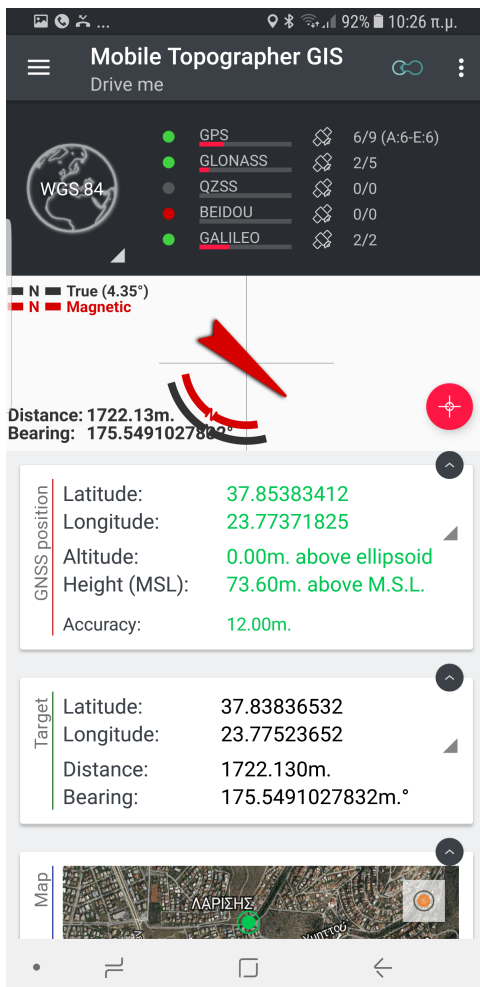 ... 92% 10:26 π.μ.
Mobile Topographer GIS
Drive me
WGS 84
GPS 6/9 (A:6-E:6)
GLONASS 2/5
QZSS 0/0
BEIDOU 0/0
GALILEO 2/2
N True (4.35°)
N Magnetic
N
Distance: 1722.13m.
Bearing: 175.5491027832°
GNSS position
Latitude: 37.85383412
Longitude: 23.77371825
Altitude: 0.00m. above ellipsoid
Height (MSL): 73.60m. above M.S.L.
Accuracy: 12.00m.
Target
Latitude: 37.83836532
Longitude: 23.77523652
Distance: 1722.130m.
Bearing: 175.5491027832m.°
Map
ΛΑΡΙΣΗΣ
Υμηττού